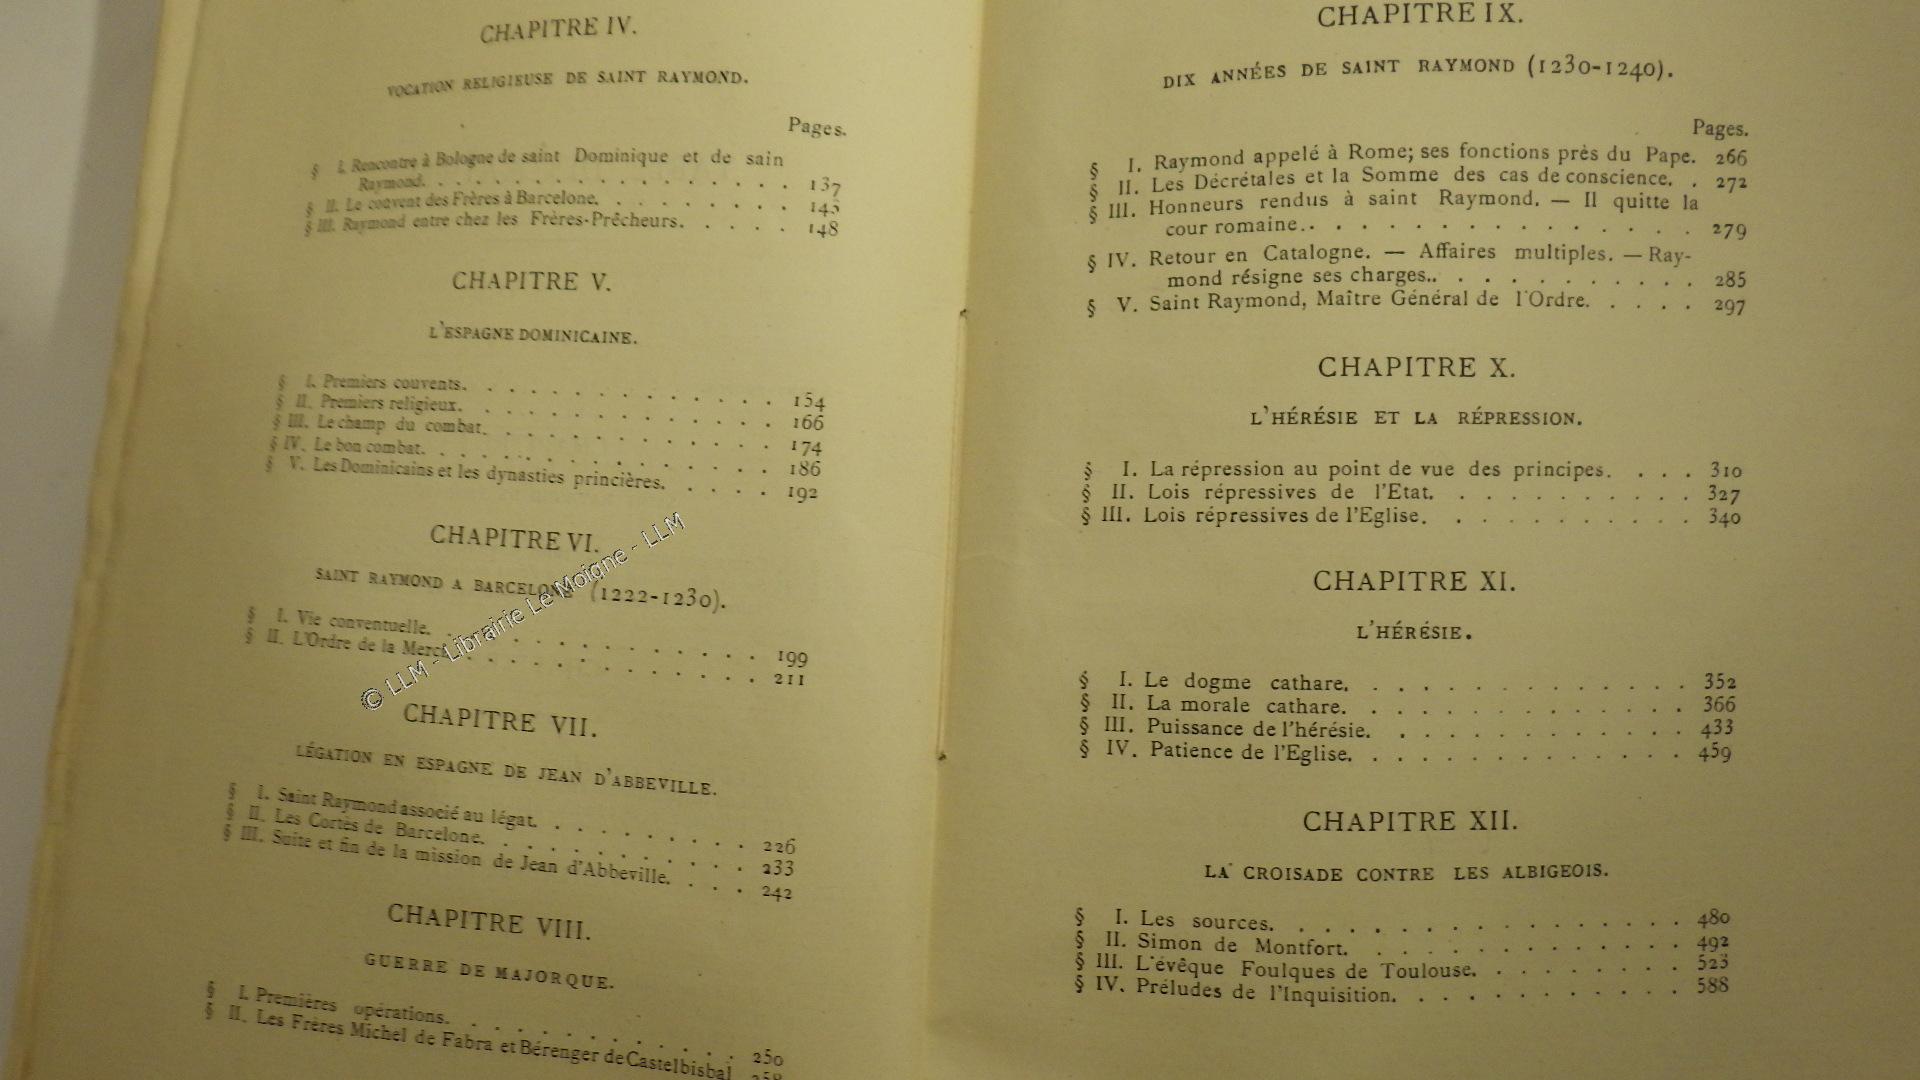 CHAPITRE IV.
VOCATION RELIGIEUSE DE SAINT RAYMOND.
Pages.
§ I. Rencontre à Bologne de saint Dominique et de sain
Raymond. . . . . . . . . . . . . . . . . 137
§ II. Le couvent des Frères à Barcelone. . . . . . . . 145
§ III. Raymond entre chez les Frères-Prêcheurs. . . . . 148
CHAPITRE V.
L'ESPAGNE DOMINICAINE.
§ I. Premiers couvents. . . . . . . . . . . . . 154
§ II. Premiers religieux. . . . . . . . . . . . . 166
§ III. Le champ du combat. . . . . . . . . . . . 174
§ IV. Le bon combat. . . . . . . . . . . . . . 186
§ V. Les Dominicains et les dynasties princières. . . . . 192
CHAPITRE VI.
SAINT RAYMOND A BARCELONE (1222-1230).
§ I. Vie conventuelle. . . . . . . . . . . . . . 199
§ II. L'Ordre de la Merci. . . . . . . . . . . . . 211
© LLM - Librairie Le Moigne - LLM
CHAPITRE VII.
LÉGATION EN ESPAGNE DE JEAN D'ABBEVILLE.
§ I. Saint Raymond associé au légat. . . . . . . . . 226
§ II. Les Cortès de Barcelone. . . . . . . . . . . 233
§ III. Suite et fin de la mission de Jean d'Abbeville. . . . 242
CHAPITRE VIII.
GUERRE DE MAJORQUE.
§ I. Premières opérations. . . . . . . . . . . . 250
§ II. Les Frères Michel de Fabra et Bérenger de Castelbisbal 258
CHAPITRE IX.
DIX ANNÉES DE SAINT RAYMOND (1230-1240).
Pages.
§ I. Raymond appelé à Rome; ses fonctions près du Pape. 266
§ II. Les Décrétales et la Somme des cas de conscience. . 272
§ III. Honneurs rendus à saint Raymond. — Il quitte la
cour romaine. . . . . . . . . . . . . . . . 279
§ IV. Retour en Catalogne. — Affaires multiples. — Ray-
mond résigne ses charges. . . . . . . . . . . . 285
§ V. Saint Raymond, Maître Général de l'Ordre. . . . . 297
CHAPITRE X.
L'HÉRÉSIE ET LA RÉPRESSION.
§ I. La répression au point de vue des principes. . . . 310
§ II. Lois répressives de l'Etat. . . . . . . . . . . 327
§ III. Lois répressives de l'Eglise. . . . . . . . . . . 340
CHAPITRE XI.
L'HÉRÉSIE.
§ I. Le dogme cathare. . . . . . . . . . . . . . 352
§ II. La morale cathare. . . . . . . . . . . . . . 366
§ III. Puissance de l'hérésie. . . . . . . . . . . . . 433
§ IV. Patience de l'Eglise. . . . . . . . . . . . . . 459
CHAPITRE XII.
LA CROISADE CONTRE LES ALBIGEOIS.
§ I. Les sources. . . . . . . . . . . . . . . . . 480
§ II. Simon de Montfort. . . . . . . . . . . . . . 492
§ III. L'évêque Foulques de Toulouse. . . . . . . . . 523
§ IV. Préludes de l'Inquisition. . . . . . . . . . . . 588